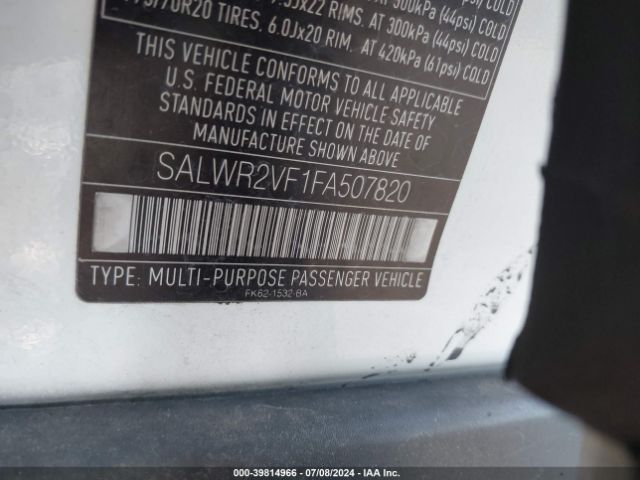 J/70R20 TIRES. 6.0Jx20 RIM. AT 420kPa (61psi) COLD
THIS VEHICLE CONFORMS TO ALL APPLICABLE
U.S. FEDERAL MOTOR VEHICLE SAFETY
STANDARDS IN EFFECT ON THE DATE OF
MANUFACTURE SHOWN ABOVE
SALWR2VF1FA507820
TYPE: MULTI-PURPOSE PASSENGER VEHICLE
FK62-1532-BA
000-39814966 - 07/08/2024 - IAA Inc.